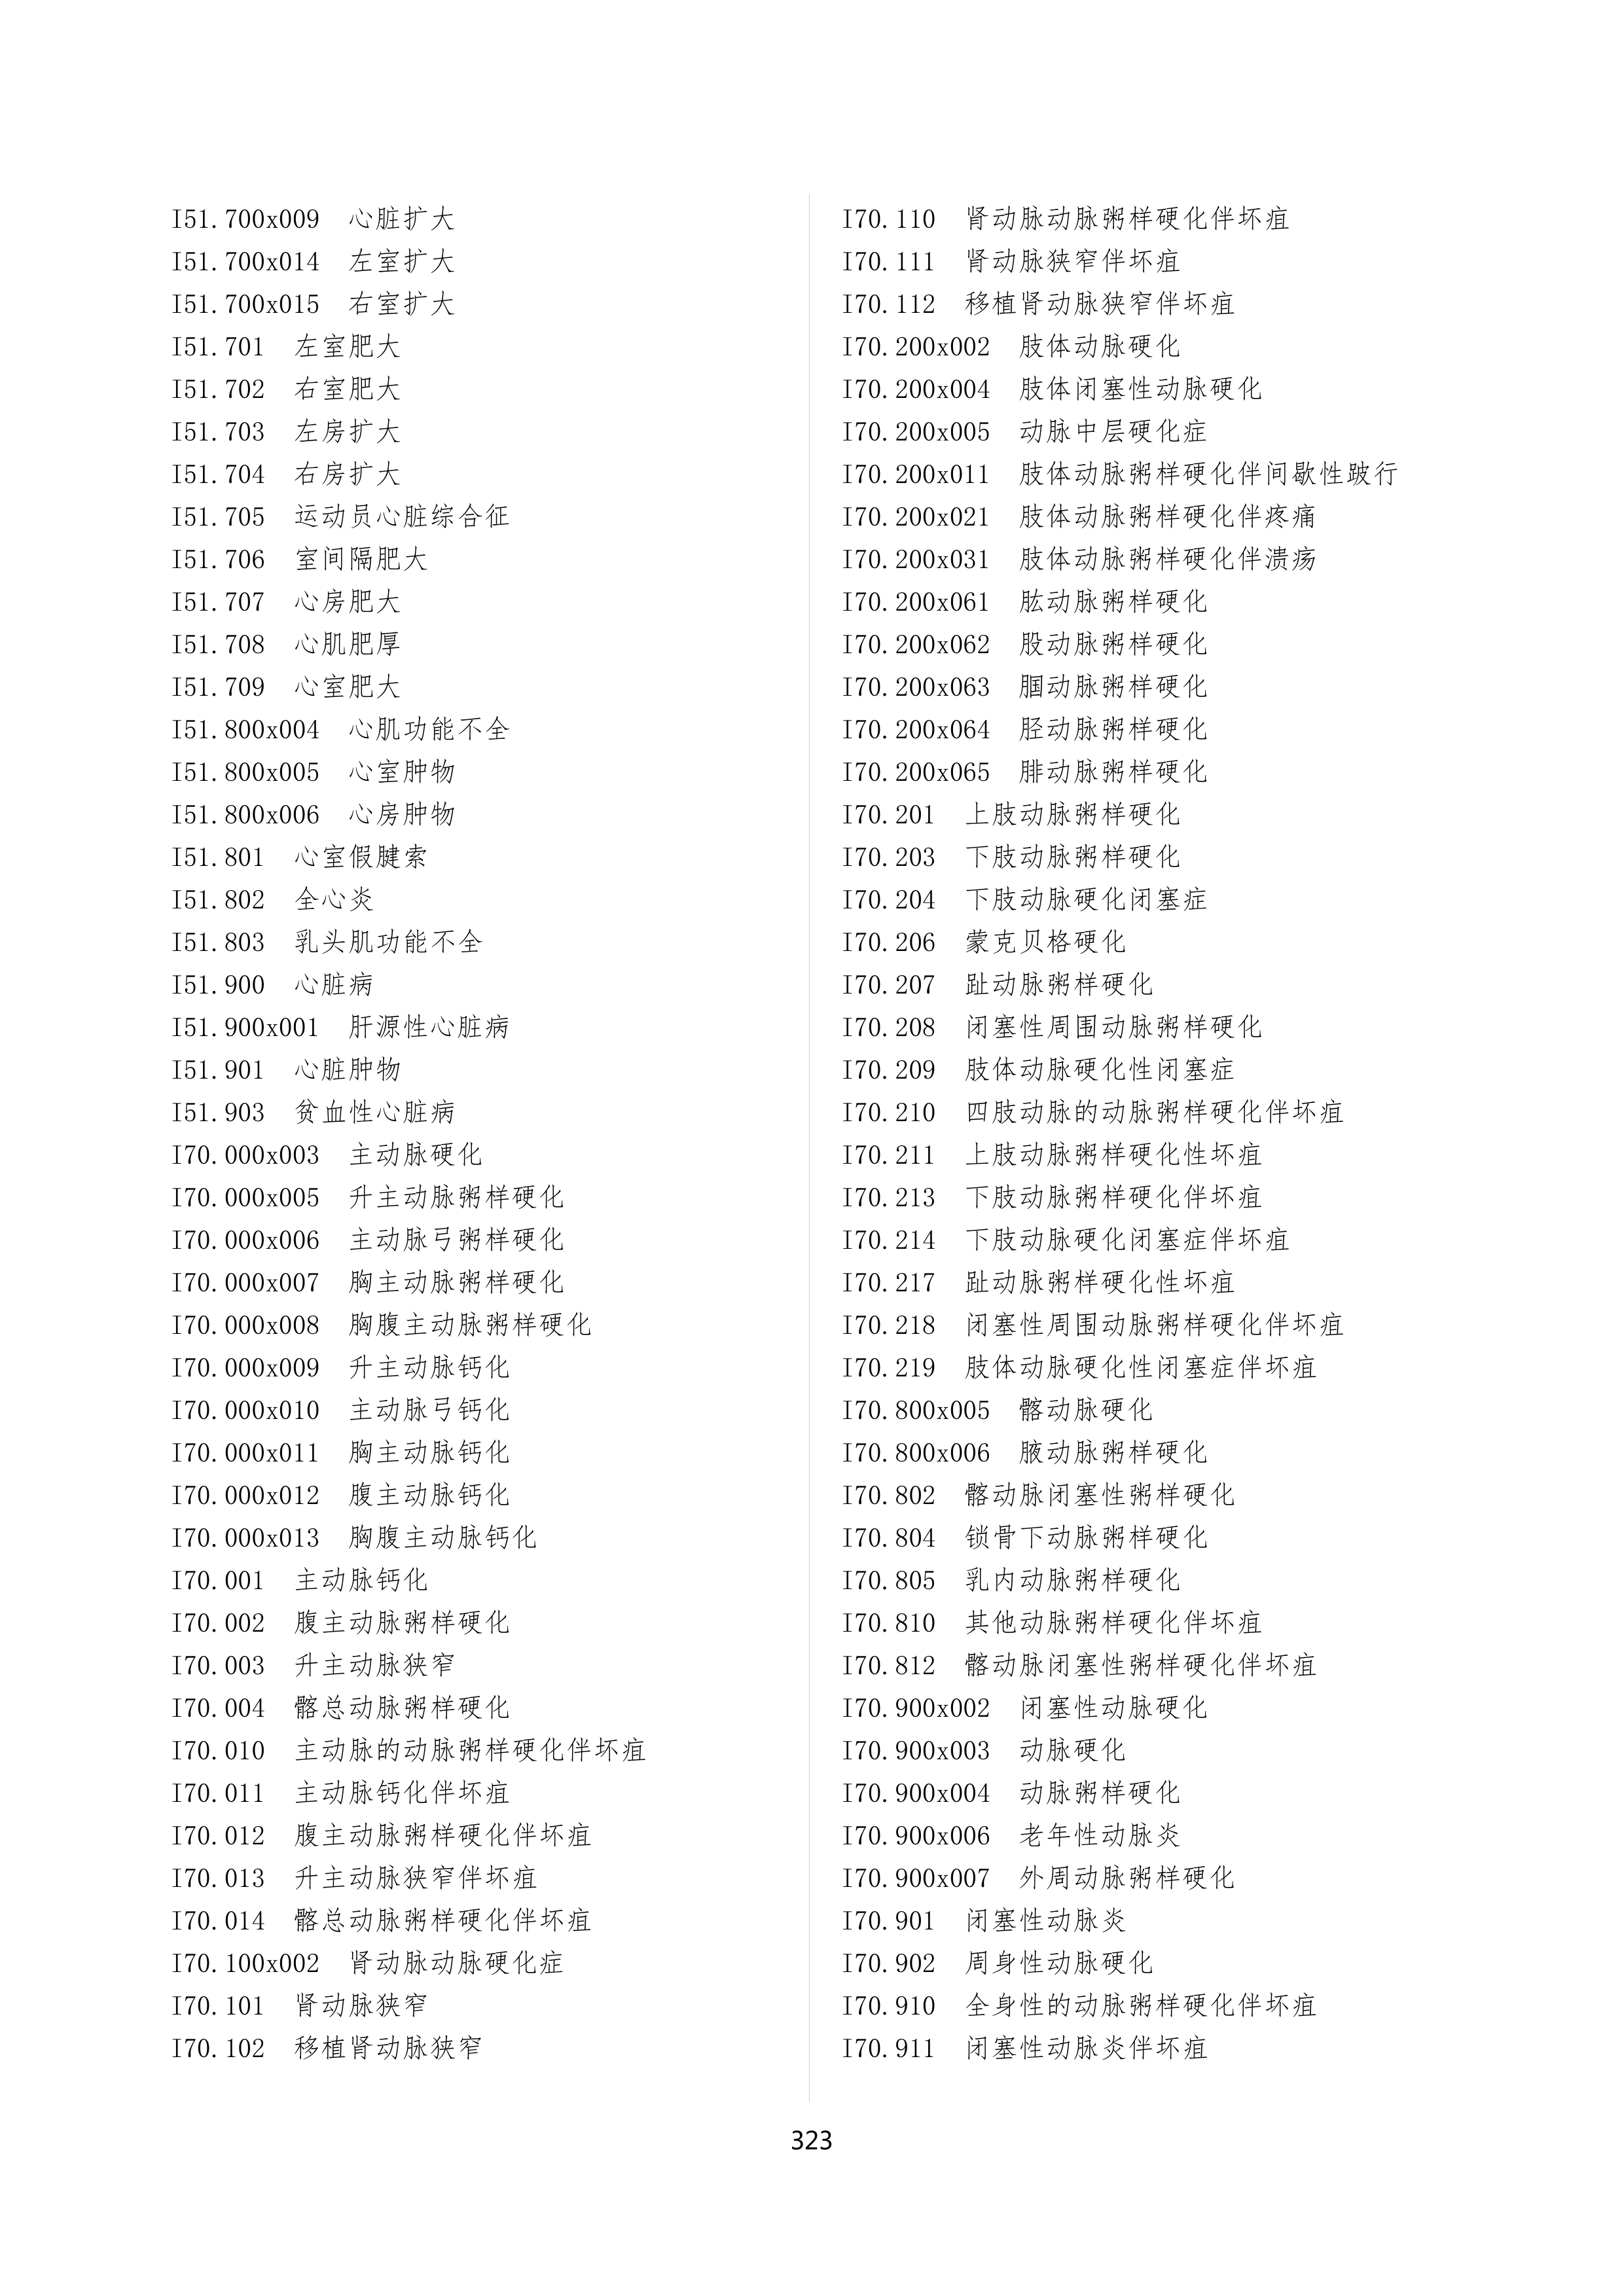 I51.700x009 心脏扩大
I51.700x014 左室扩大
I51.700x015 右室扩大
I51.701 左室肥大
I51.702 右室肥大
I51.703 左房扩大
I51.704 右房扩大
I51.705 运动员心脏综合征
I51.706 室间隔肥大
I51.707 心房肥大
I51.708 心肌肥厚
I51.709 心室肥大
I51.800x004 心肌功能不全
I51.800x005 心室肿物
I51.800x006 心房肿物
I51.801 心室假腱索
I51.802 全心炎
I51.803 乳头肌功能不全
I51.900 心脏病
I51.900x001 肝源性心脏病
I51.901 心脏肿物
I51.903 贫血性心脏病
I70.000x003 主动脉硬化
I70.000x005 升主动脉粥样硬化
I70.000x006 主动脉弓粥样硬化
I70.000x007 胸主动脉粥样硬化
I70.000x008 胸腹主动脉粥样硬化
I70.000x009 升主动脉钙化
I70.000x010 主动脉弓钙化
I70.000x011 胸主动脉钙化
I70.000x012 腹主动脉钙化
I70.000x013 胸腹主动脉钙化
I70.001 主动脉钙化
I70.002 腹主动脉粥样硬化
I70.003 升主动脉狭窄
I70.004 髂总动脉粥样硬化
I70.010 主动脉的动脉粥样硬化伴坏疽
I70.011 主动脉钙化伴坏疽
I70.012 腹主动脉粥样硬化伴坏疽
I70.013 升主动脉狭窄伴坏疽
I70.014 髂总动脉粥样硬化伴坏疽
I70.100x002 肾动脉动脉硬化症
I70.101 肾动脉狭窄
I70.102 移植肾动脉狭窄
I70.110 肾动脉动脉粥样硬化伴坏疽
I70.111 肾动脉狭窄伴坏疽
I70.112 移植肾动脉狭窄伴坏疽
I70.200x002 肢体动脉硬化
I70.200x004 肢体闭塞性动脉硬化
I70.200x005 动脉中层硬化症
I70.200x011 肢体动脉粥样硬化伴间歇性跛行
I70.200x021 肢体动脉粥样硬化伴疼痛
I70.200x031 肢体动脉粥样硬化伴溃疡
I70.200x061 肱动脉粥样硬化
I70.200x062 股动脉粥样硬化
I70.200x063 腘动脉粥样硬化
I70.200x064 胫动脉粥样硬化
I70.200x065 腓动脉粥样硬化
I70.201 上肢动脉粥样硬化
I70.203 下肢动脉粥样硬化
I70.204 下肢动脉硬化闭塞症
I70.206 蒙克贝格硬化
I70.207 趾动脉粥样硬化
I70.208 闭塞性周围动脉粥样硬化
I70.209 肢体动脉硬化性闭塞症
I70.210 四肢动脉的动脉粥样硬化伴坏疽
I70.211 上肢动脉粥样硬化性坏疽
I70.213 下肢动脉粥样硬化伴坏疽
I70.214 下肢动脉硬化闭塞症伴坏疽
I70.217 趾动脉粥样硬化性坏疽
I70.218 闭塞性周围动脉粥样硬化伴坏疽
I70.219 肢体动脉硬化性闭塞症伴坏疽
I70.800x005 髂动脉硬化
I70.800x006 腋动脉粥样硬化
I70.802 髂动脉闭塞性粥样硬化
I70.804 锁骨下动脉粥样硬化
I70.805 乳内动脉粥样硬化
I70.810 其他动脉粥样硬化伴坏疽
I70.812 髂动脉闭塞性粥样硬化伴坏疽
I70.900x002 闭塞性动脉硬化
I70.900x003 动脉硬化
I70.900x004 动脉粥样硬化
I70.900x006 老年性动脉炎
I70.900x007 外周动脉粥样硬化
I70.901 闭塞性动脉炎
I70.902 周身性动脉硬化
I70.910 全身性的动脉粥样硬化伴坏疽
I70.911 闭塞性动脉炎伴坏疽
323